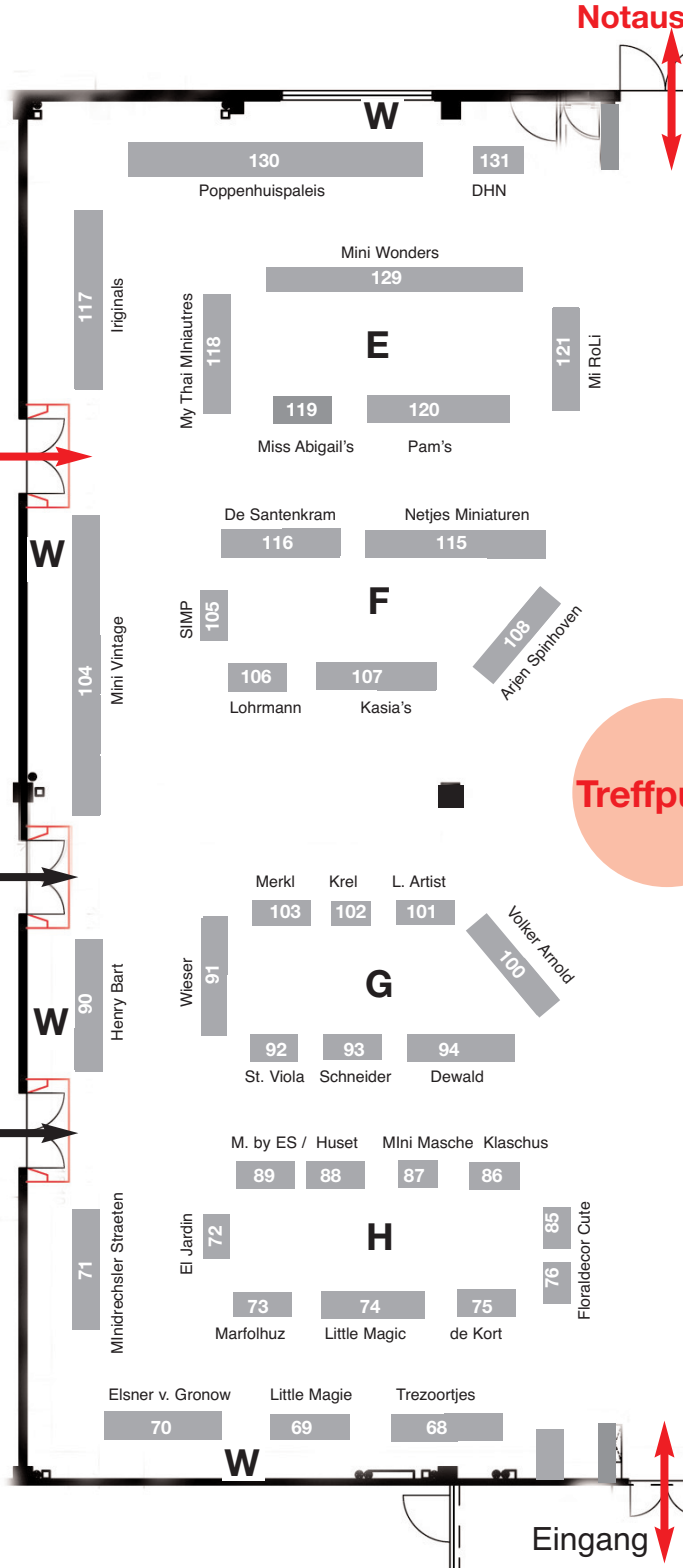 Notaus
W
130
131
Poppenhuispaleis
DHN
Mini Wonders
129
117
Iriginals
My Thai MIniautres
118
E
121
Mi RoLi
119
120
Miss Abigail's
Pam's
De Santenkram
Netjes Miniaturen
116
115
W
SIMP
105
F
108
Arjen Spinhoven
104
Mini Vintage
106
107
Lohrmann
Kasia's
Treffpu
Merkl
Krel
L. Artist
103
102
101
Volker Arnold
100
Wieser
91
G
W
90
Henry Bart
92
93
94
St. Viola
Schneider
Dewald
M. by ES / Huset
MIni Masche
Klaschus
89
88
87
86
71
MInidrechsler Straeten
El Jardin
72
H
85
76
Floraldecor Cute
73
74
75
Marfolhuz
Little Magic
de Kort
Elsner v. Gronow
Little Magie
Trezoortjes
70
69
68
W
Eingang